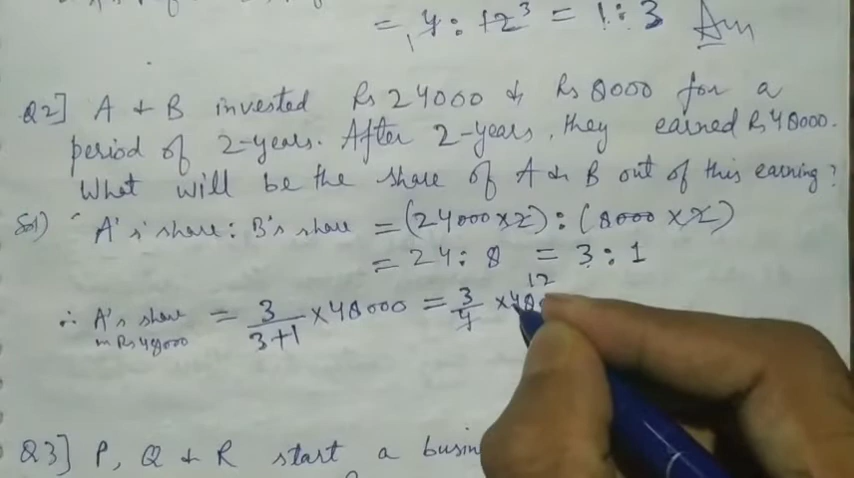 = 4 : 12 3 = 1 : 3 Ans
Q2] A & B invested Rs 24000 & Rs 8000 for a
period of 2-years. After 2-years, they earned Rs 48000.
What will be the share of A & B out of this earning?
Sol) A's share : B's share = (24000 × 2) : (8000 × 2)
= 24 : 8 = 3 : 1
∴ A's share in Rs 48000 = 3/3+1 × 48000 = 3/4 × 48 12
Q3] P, Q & R start a busin